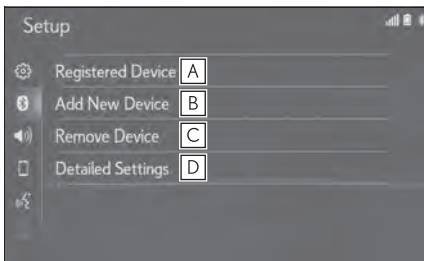 Setup
Registered Device A
Add New Device B
Remove Device C
Detailed Settings D